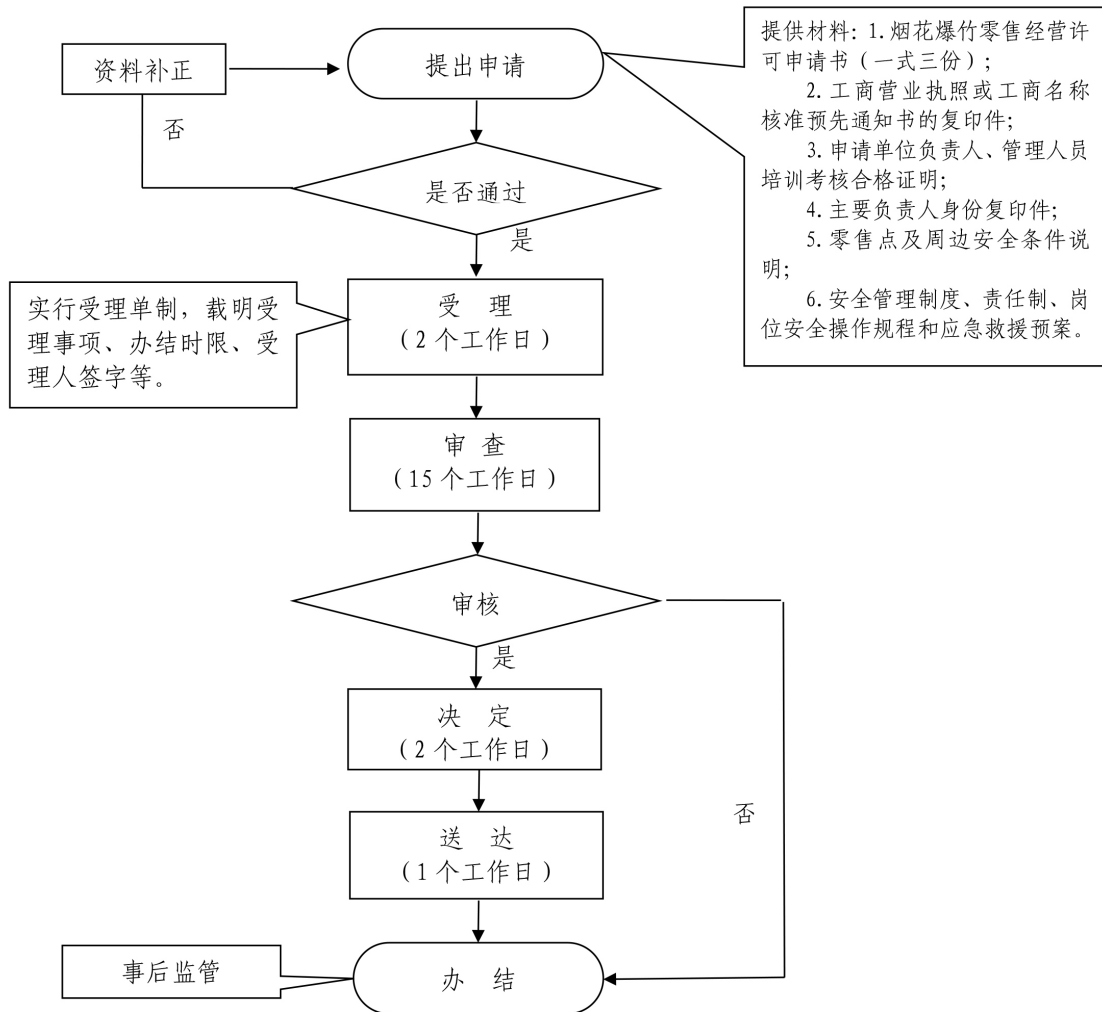 资料补正
提出申请
提供材料：1.烟花爆竹零售经营许
可申请书（一式三份）；
2.工商营业执照或工商名称
核准预先通知书的复印件；
3.申请单位负责人、管理人员
培训考核合格证明；
4.主要负责人身份复印件；
5.零售点及周边安全条件说
明；
6.安全管理制度、责任制、岗
位安全操作规程和应急救援预案。
否
是否通过
是
实行受理单制，载明受
理事项、办结时限、受
理人签字等。
受 理
（2个工作日）
审 查
（15个工作日）
审核
是
决 定
（2个工作日）
否
送 达
（1个工作日）
事后监管
办 结